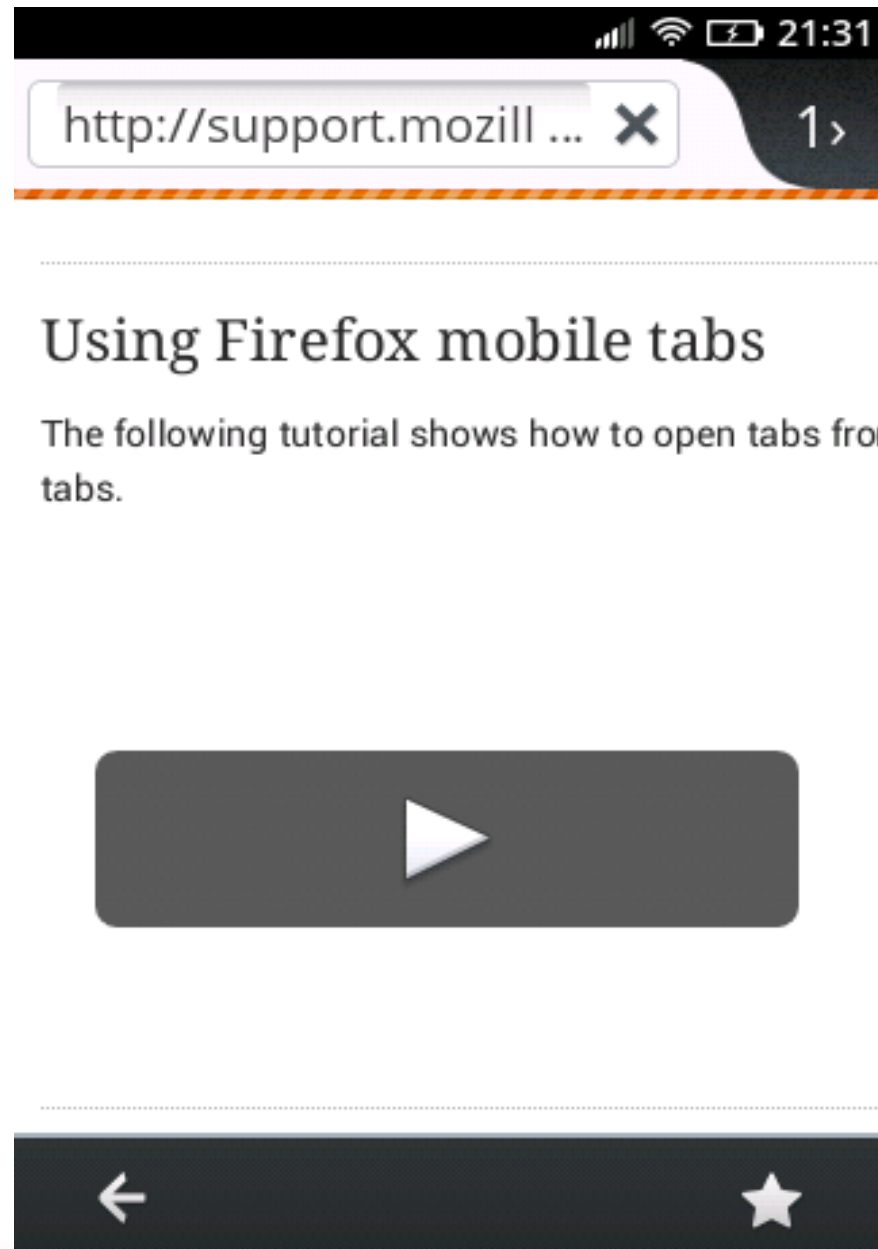 21:31
http://support.mozill ...
1›
Using Firefox mobile tabs
The following tutorial shows how to open tabs fro
tabs.